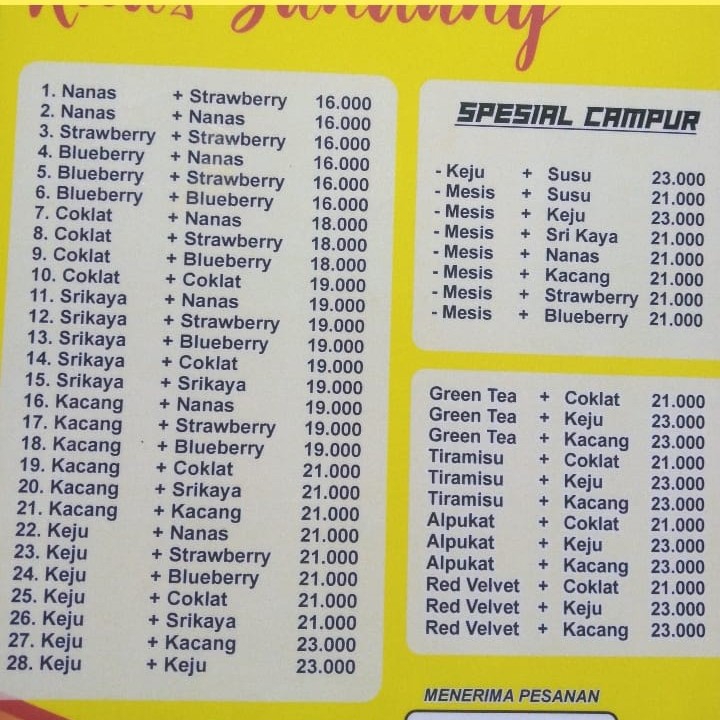 1. Nanas + Strawberry 16.000
2. Nanas + Nanas 16.000
3. Strawberry + Strawberry 16.000
4. Blueberry + Nanas 16.000
5. Blueberry + Strawberry 16.000
6. Blueberry + Blueberry 16.000
7. Coklat + Nanas 18.000
8. Coklat + Strawberry 18.000
9. Coklat + Blueberry 18.000
10. Coklat + Coklat 19.000
11. Srikaya + Nanas 19.000
12. Srikaya + Strawberry 19.000
13. Srikaya + Blueberry 19.000
14. Srikaya + Coklat 19.000
15. Srikaya + Srikaya 19.000
16. Kacang + Nanas 19.000
17. Kacang + Strawberry 19.000
18. Kacang + Blueberry 19.000
19. Kacang + Coklat 21.000
20. Kacang + Srikaya 21.000
21. Kacang + Kacang 21.000
22. Keju + Nanas 21.000
23. Keju + Strawberry 21.000
24. Keju + Blueberry 21.000
25. Keju + Coklat 21.000
26. Keju + Srikaya 21.000
27. Keju + Kacang 23.000
28. Keju + Keju 23.000
SPESIAL CAMPUR
- Keju + Susu 23.000
- Mesis + Susu 21.000
- Mesis + Keju 23.000
- Mesis + Sri Kaya 21.000
- Mesis + Nanas 21.000
- Mesis + Kacang 21.000
- Mesis + Strawberry 21.000
- Mesis + Blueberry 21.000
Green Tea + Coklat 21.000
Green Tea + Keju 23.000
Green Tea + Kacang 23.000
Tiramisu + Coklat 21.000
Tiramisu + Keju 23.000
Tiramisu + Kacang 23.000
Alpukat + Coklat 21.000
Alpukat + Keju 23.000
Alpukat + Kacang 23.000
Red Velvet + Coklat 21.000
Red Velvet + Keju 23.000
Red Velvet + Kacang 23.000
MENERIMA PESANAN